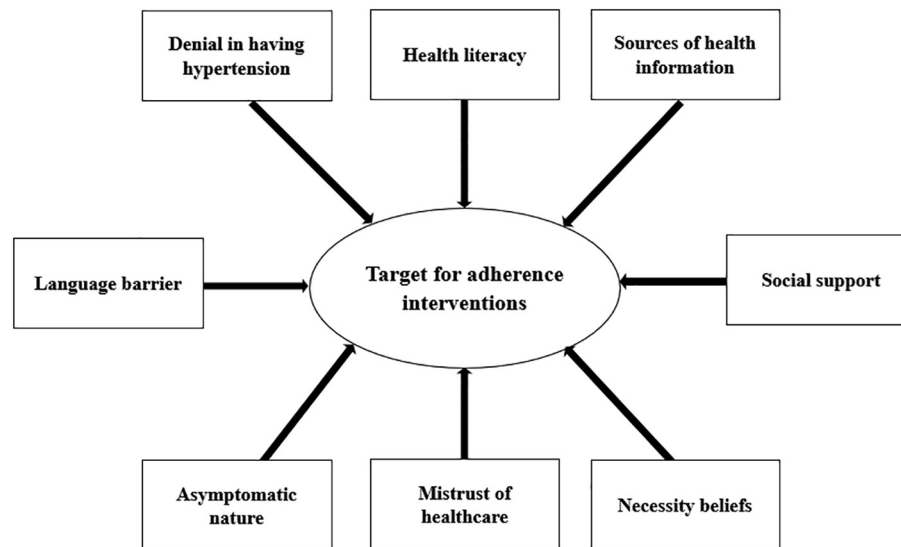 Denial in having
hypertension
Health literacy
Sources of health
information
Language barrier
Target for adherence
interventions
Social support
Asymptomatic
nature
Mistrust of
healthcare
Necessity beliefs